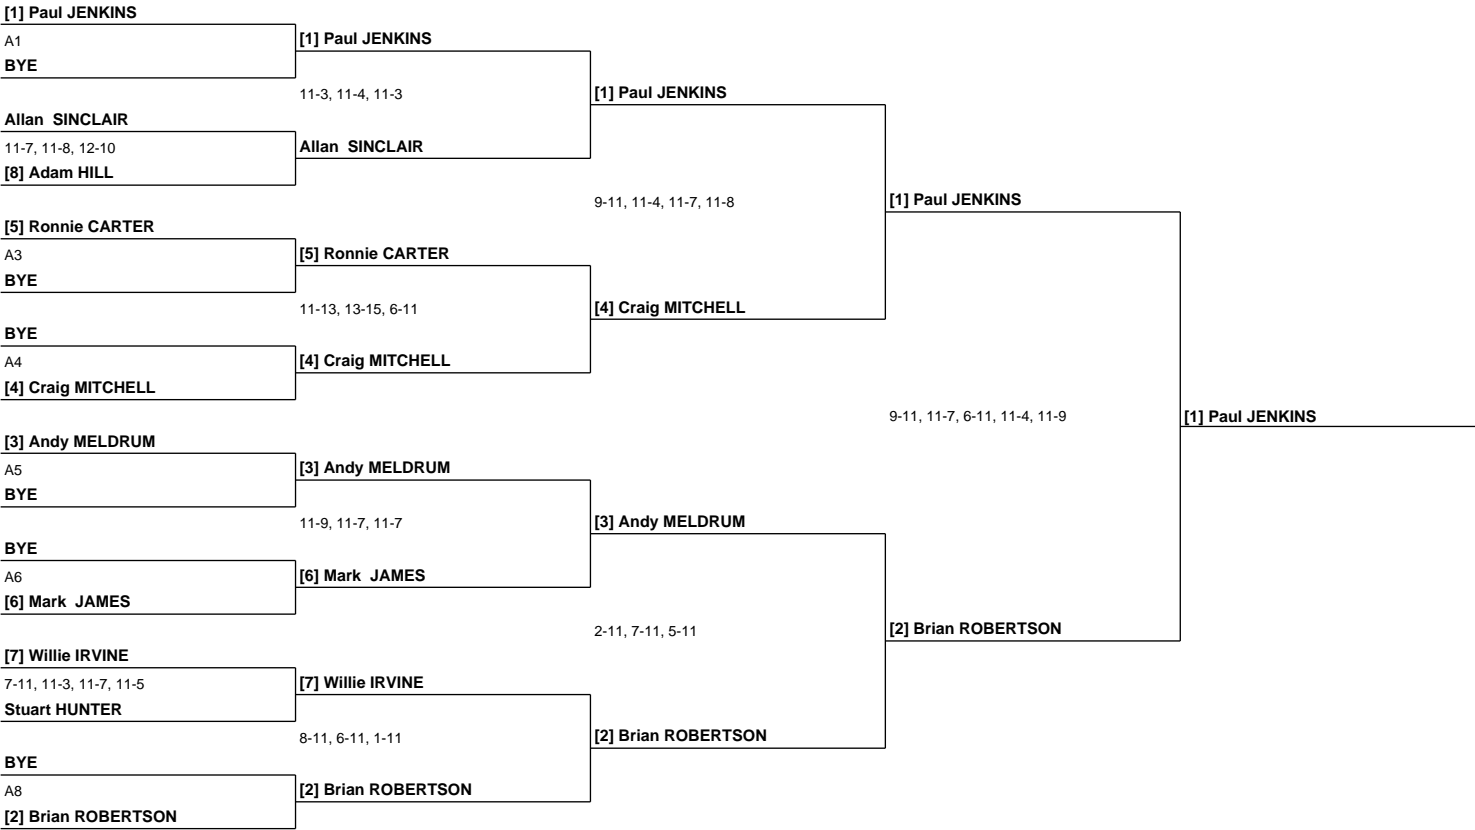 [1] Paul JENKINS
A1
BYE
Allan  SINCLAIR
11-7, 11-8, 12-10
[8] Adam HILL
[5] Ronnie CARTER
A3
BYE
BYE
A4
[4] Craig MITCHELL
[3] Andy MELDRUM
A5
BYE
BYE
A6
[6] Mark  JAMES
[7] Willie IRVINE
7-11, 11-3, 11-7, 11-5
Stuart HUNTER
BYE
A8
[2] Brian ROBERTSON
[1] Paul JENKINS
11-3, 11-4, 11-3
Allan  SINCLAIR
[5] Ronnie CARTER
11-13, 13-15, 6-11
[4] Craig MITCHELL
[3] Andy MELDRUM
11-9, 11-7, 11-7
[6] Mark  JAMES
[7] Willie IRVINE
8-11, 6-11, 1-11
[2] Brian ROBERTSON
[1] Paul JENKINS
9-11, 11-4, 11-7, 11-8
[4] Craig MITCHELL
[3] Andy MELDRUM
2-11, 7-11, 5-11
[2] Brian ROBERTSON
[1] Paul JENKINS
9-11, 11-7, 6-11, 11-4, 11-9
[2] Brian ROBERTSON
[1] Paul JENKINS